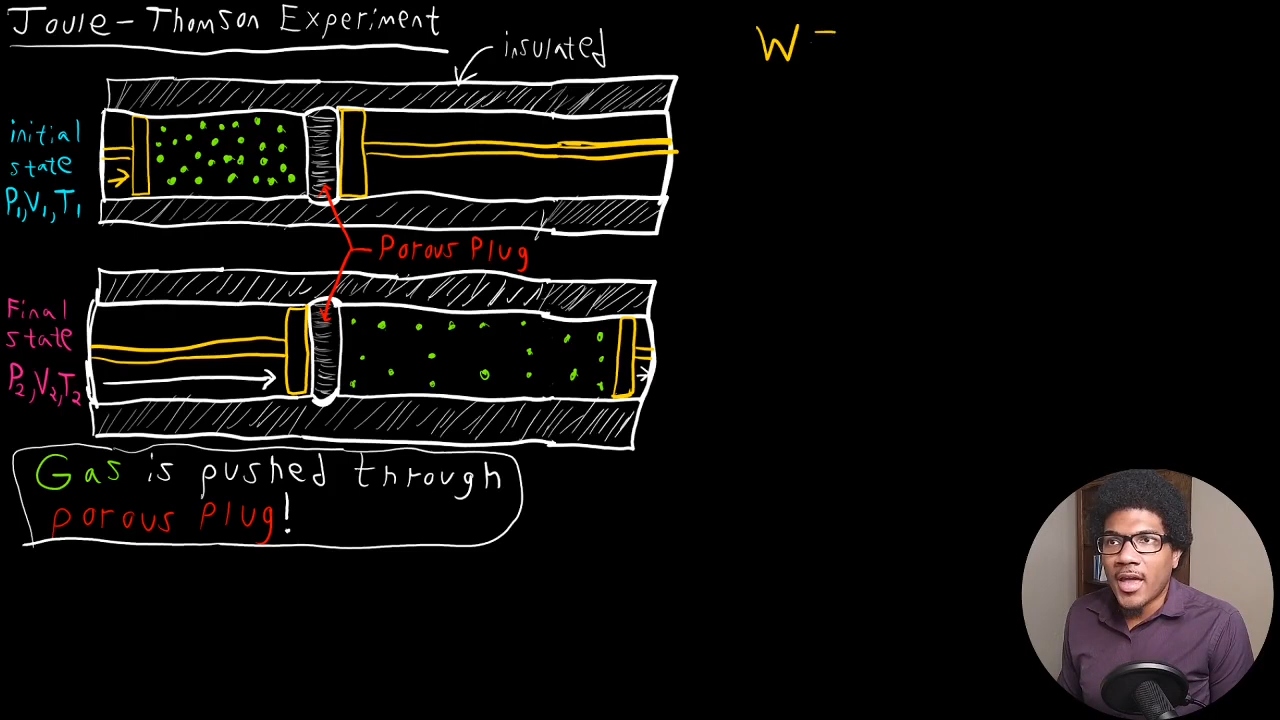 Joule-Thomson Experiment
insulated
W =
initial
state
P₁,V₁,T₁
Porous Plug
Final
state
P₂,V₂,T₂
Gas is pushed through
porous Plug!